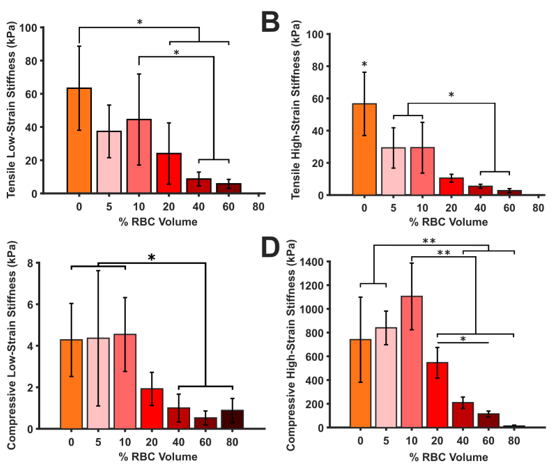 B
Tensile Low-Strain Stiffness (kPa)
100
80
60
40
20
0
*
*
0 5 10 20 40 60 80
% RBC Volume
Tensile High-Strain Stiffness (kPa)
100
80
60
40
20
0
*
*
0 5 10 20 40 60 80
% RBC Volume
D
Compressive Low-Strain Stiffness (kPa)
8
6
4
2
0
*
0 5 10 20 40 60 80
% RBC Volume
Compressive High-Strain Stiffness (kPa)
1400
1200
1000
800
600
400
200
0
**
**
*
0 5 10 20 40 60 80
% RBC Volume